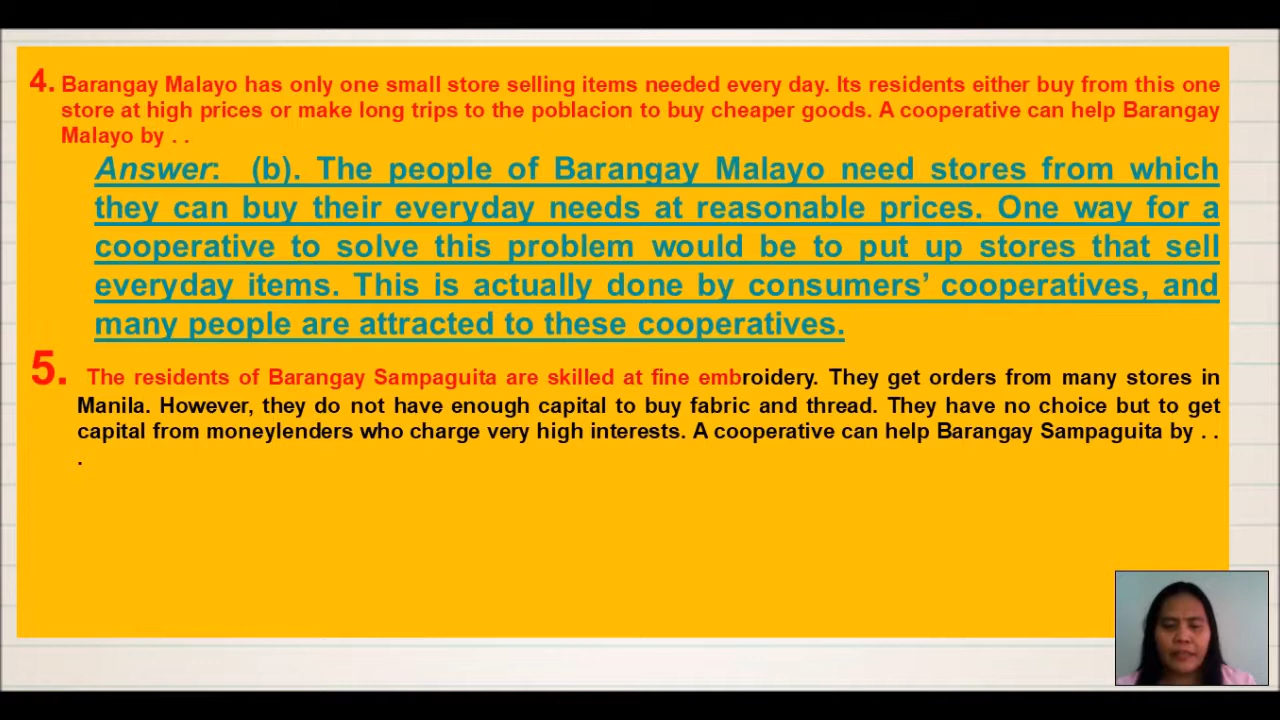 4. Barangay Malayo has only one small store selling items needed every day. Its residents either buy from this one
store at high prices or make long trips to the poblacion to buy cheaper goods. A cooperative can help Barangay
Malayo by . .
Answer: (b). The people of Barangay Malayo need stores from which
they can buy their everyday needs at reasonable prices. One way for a
cooperative to solve this problem would be to put up stores that sell
everyday items. This is actually done by consumers’ cooperatives, and
many people are attracted to these cooperatives.
5. The residents of Barangay Sampaguita are skilled at fine embroidery. They get orders from many stores in
Manila. However, they do not have enough capital to buy fabric and thread. They have no choice but to get
capital from moneylenders who charge very high interests. A cooperative can help Barangay Sampaguita by . .
.